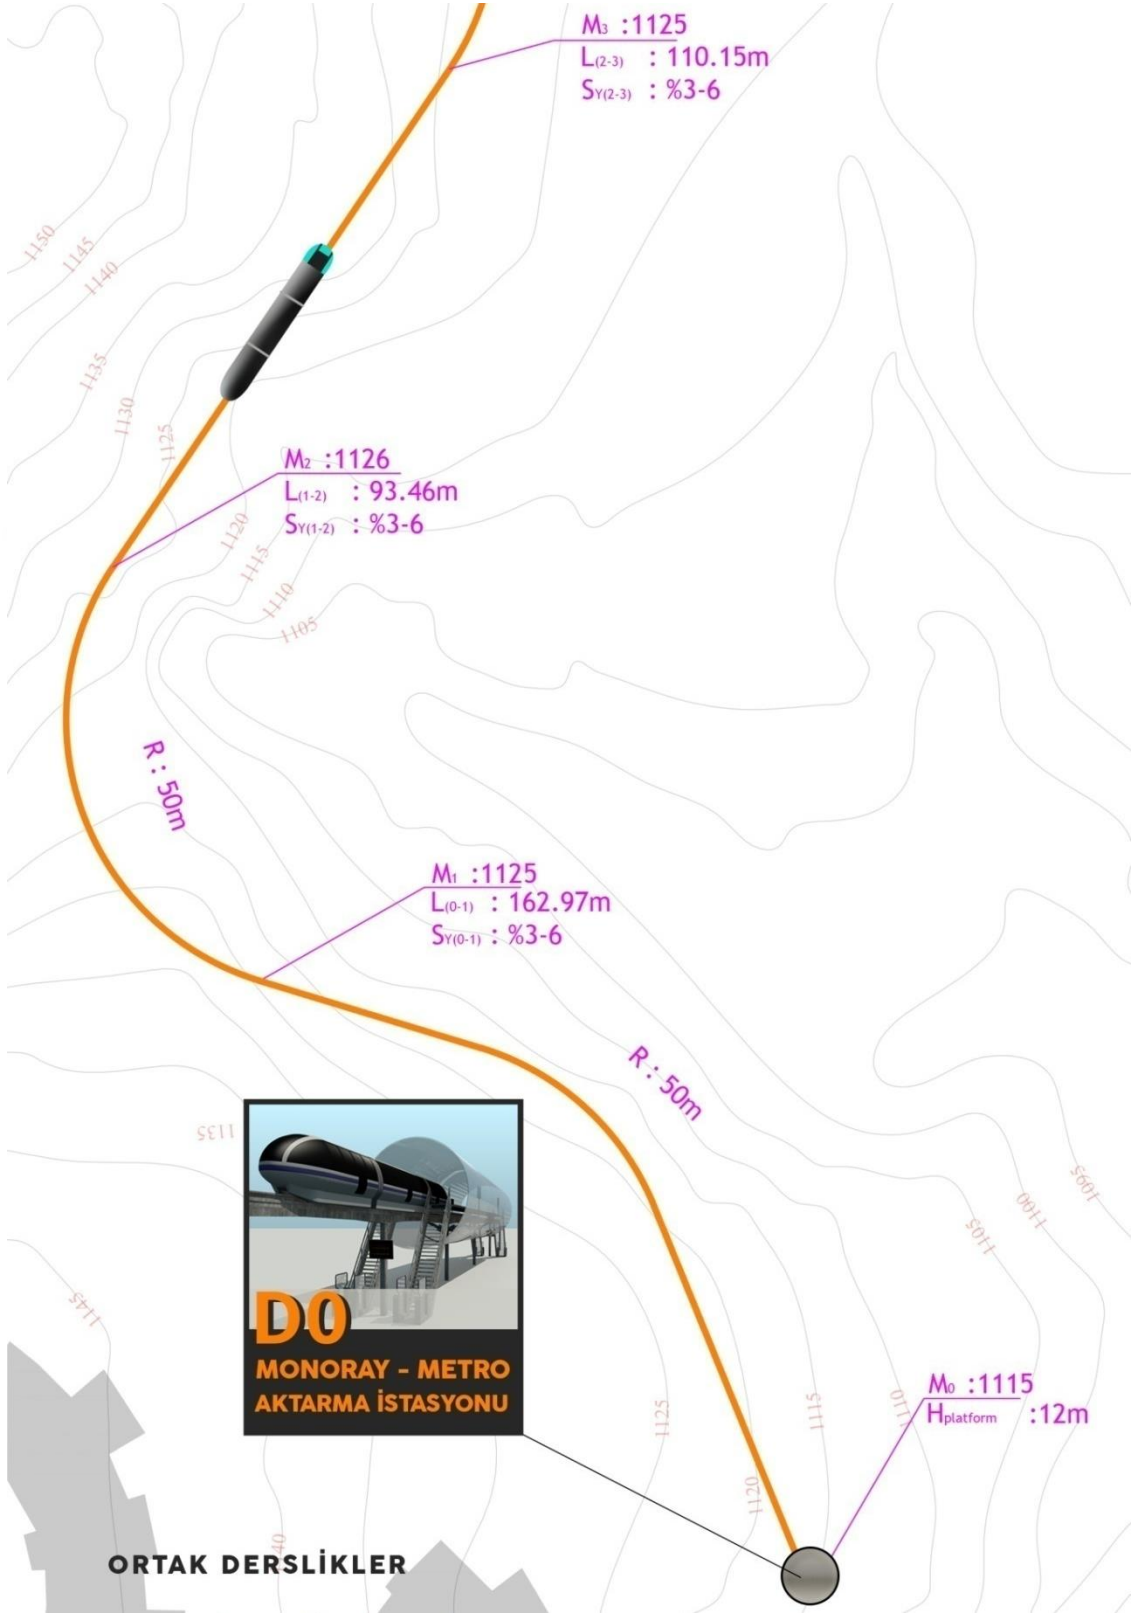 M3 :1125
L(2-3) : 110.15m
SY(2-3) : %3-6
1150
1145
1140
1135
1130
1125
M2 :1126
L(1-2) : 93.46m
SY(1-2) : %3-6
1120
1115
1110
1105
R : 50m
M1 :1125
L(0-1) : 162.97m
SY(0-1) : %3-6
R : 50m
1135
1095
1100
1105
1145
D0
MONORAY - METRO
AKTARMA İSTASYONU
M0 :1115
Hplatform :12m
1125
1115
1110
1120
ORTAK DERSLİKLER